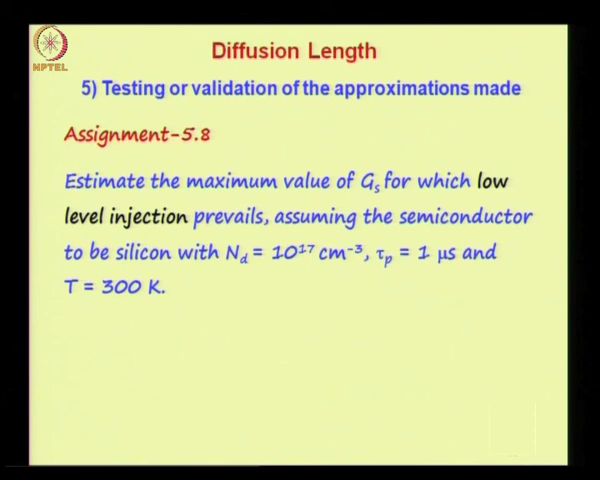 NPTEL
Diffusion Length
5) Testing or validation of the approximations made
Assignment-5.8
Estimate the maximum value of Gₛ for which low
level injection prevails, assuming the semiconductor
to be silicon with N_d = 10¹⁷ cm⁻³, τₚ = 1 μs and
T = 300 K.